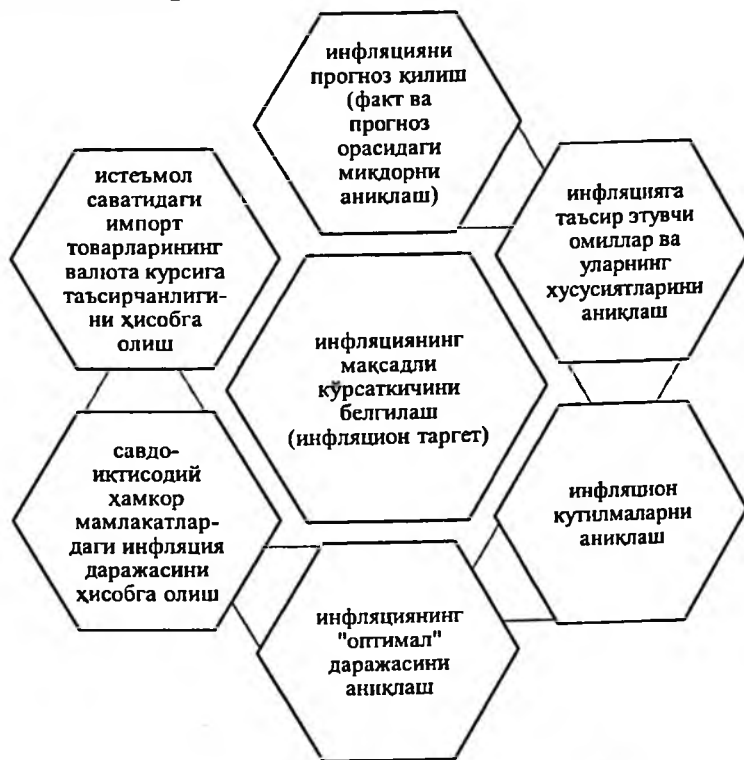 инфляцияни
прогноз қилиш
(факт ва
прогноз
орасидаги
миқдорни
аниқлаш)
инфляцияга
таъсир этувчи
омиллар ва
уларнинг
хусусиятларини
аниқлаш
инфляцион
кутилмаларни
аниқлаш
инфляциянинг
"оптимал"
даражасини
аниқлаш
савдо-
иқтисодий
ҳамкор
мамлакатлар-
даги инфляция
даражасини
ҳисобга олиш
истеъмол
саватидаги
импорт
товарларининг
валюта курсига
таъсирчанлиги-
ни ҳисобга
олиш
инфляциянинг
мақсадли
кўрсаткичини
белгилаш
(инфляцион таргет)